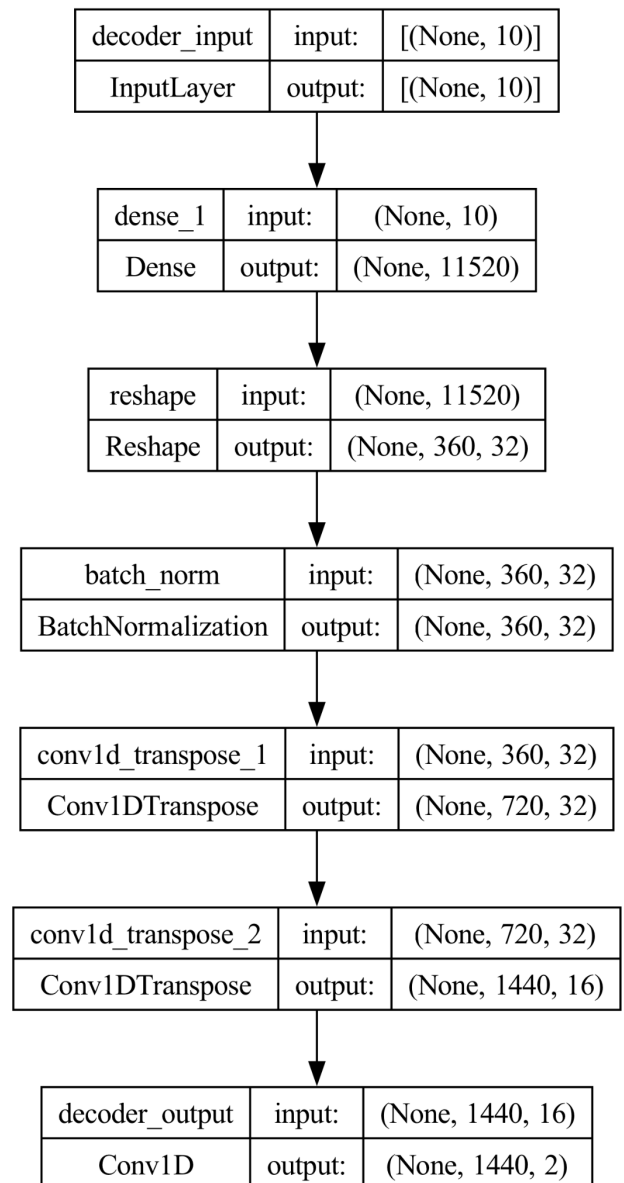 decoder_input input: [(None, 10)]
InputLayer output: [(None, 10)]
dense_1 input: (None, 10)
Dense output: (None, 11520)
reshape input: (None, 11520)
Reshape output: (None, 360, 32)
batch_norm input: (None, 360, 32)
BatchNormalization output: (None, 360, 32)
conv1d_transpose_1 input: (None, 360, 32)
Conv1DTranspose output: (None, 720, 32)
conv1d_transpose_2 input: (None, 720, 32)
Conv1DTranspose output: (None, 1440, 16)
decoder_output input: (None, 1440, 16)
Conv1D output: (None, 1440, 2)